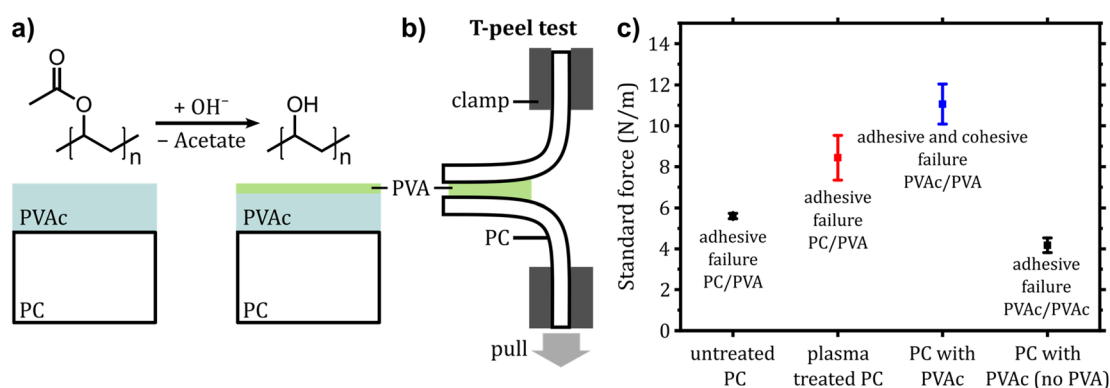 a)
O
O
n
+ OH⁻
− Acetate
OH
n
PVAc
PC
PVAc
PC
PVA
b)
T-peel test
clamp
PC
pull
c)
Standard force (N/m)
14
12
10
8
6
4
2
0
adhesive
failure
PC/PVA
adhesive
failure
PC/PVA
adhesive and cohesive
failure
PVAc/PVA
adhesive
failure
PVAc/PVAc
untreated
PC
plasma
treated PC
PC with
PVAc
PC with
PVAc (no PVA)